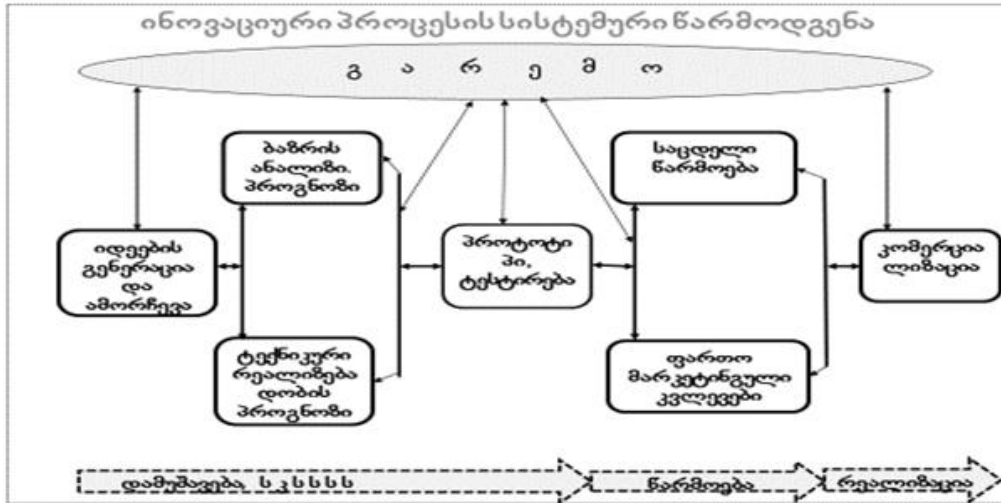 ინოვაციური პროცესის სისტემური წარმოდგენა
გ ა რ ე მ ო
ბაზრის
ანალიზი.
პროგნოზი
საცდელი
წარმოება
იდეების
გენერაცია
და
ამორჩევა
პროტოტი
პი,
ტესტირება
კომერცია
ლიზაცია
ტექნიკური
რეალიზება
დობის
პროგნოზი
ფართო
მარკეტინგული
კვლევები
დამუშავება, ს კ ს ს ს ს
წარმოება
რეალიზაცია